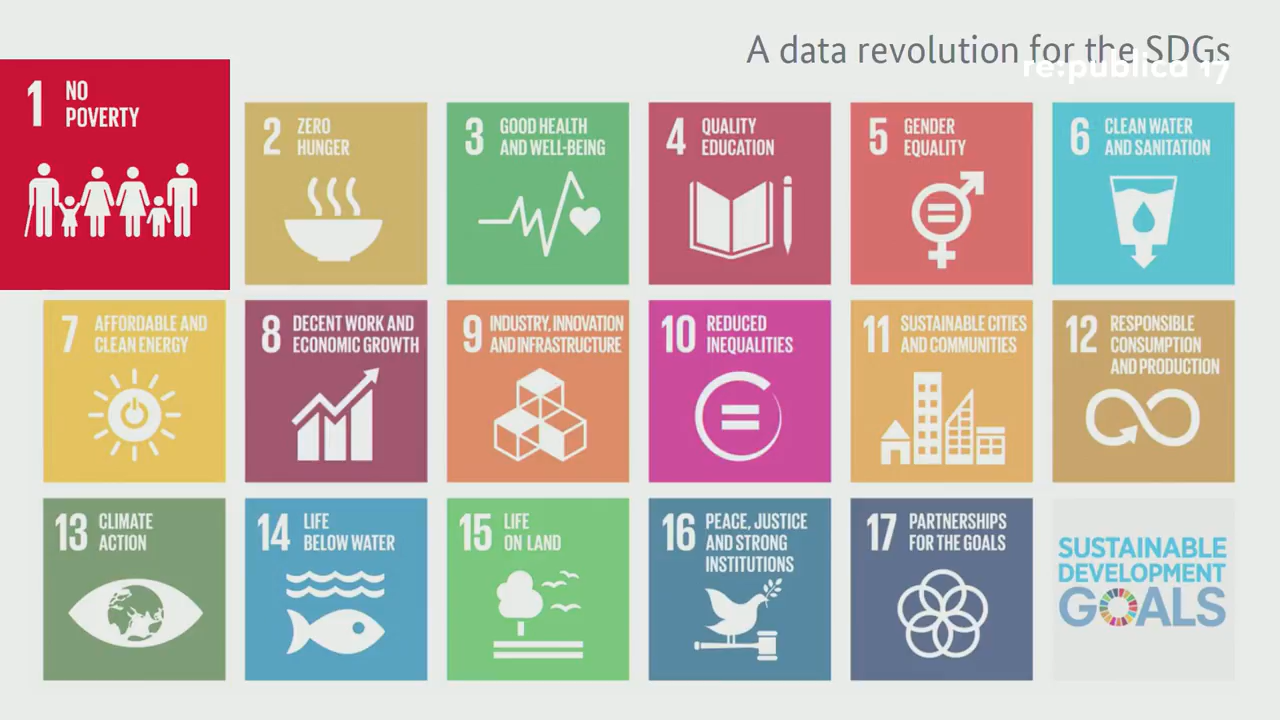 A data revolution for the SDGs
re:publica 17
1 NO
POVERTY
2 ZERO
HUNGER
3 GOOD HEALTH
AND WELL-BEING
4 QUALITY
EDUCATION
5 GENDER
EQUALITY
6 CLEAN WATER
AND SANITATION
7 AFFORDABLE AND
CLEAN ENERGY
8 DECENT WORK AND
ECONOMIC GROWTH
9 INDUSTRY, INNOVATION
AND INFRASTRUCTURE
10 REDUCED
INEQUALITIES
11 SUSTAINABLE CITIES
AND COMMUNITIES
12 RESPONSIBLE
CONSUMPTION
AND PRODUCTION
13 CLIMATE
ACTION
14 LIFE
BELOW WATER
15 LIFE
ON LAND
16 PEACE, JUSTICE
AND STRONG
INSTITUTIONS
17 PARTNERSHIPS
FOR THE GOALS
SUSTAINABLE
DEVELOPMENT
GOALS